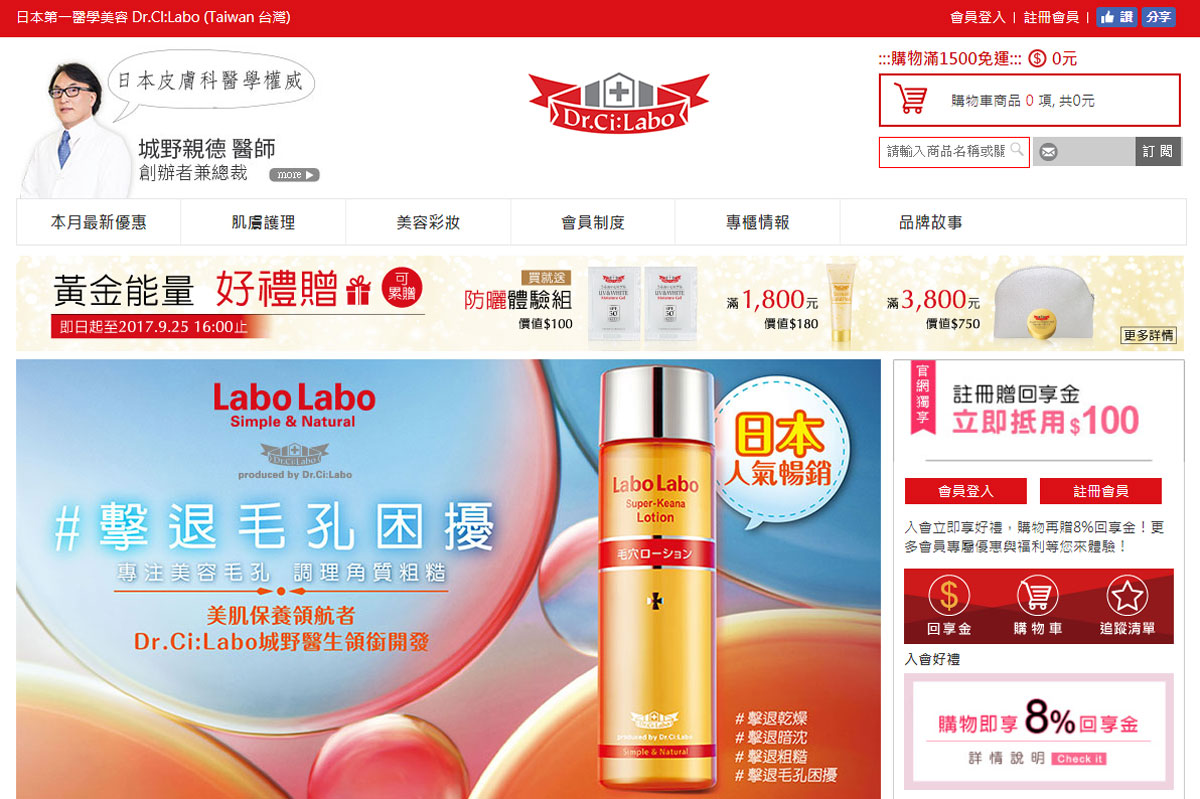 日本第一醫學美容 Dr.CI:Labo (Taiwan 台灣)
會員登入 | 註冊會員 |
讚
分享
日本皮膚科醫學權威
城野親德 醫師
創辦者兼總裁
more
Dr.Ci:Labo
:::購物滿1500免運::: $ 0元
購物車商品 0 項, 共0元
請輸入商品名稱或關
訂閱
本月最新優惠
肌膚護理
美容彩妝
會員制度
專櫃情報
品牌故事
黃金能量 好禮贈
可累贈
即日起至2017.9.25 16:00止
買就送
防曬體驗組
價值$100
UV&WHITE
UV&WHITE
滿1,800元
價值$180
滿3,800元
價值$750
更多詳情
Labo Labo
Simple & Natural
Dr.Ci:Labo
produced by Dr.Ci:Labo
#擊退毛孔困擾
專注美容毛孔 調理角質粗糙
美肌保養領航者
Dr.Ci:Labo城野醫生領銜開發
日本
人氣暢銷
Labo Labo
Super-Keana
Lotion
毛穴ローション
produced by Dr.Ci:Labo
Simple & Natural
#擊退乾燥
#擊退暗沈
#擊退粗糙
#擊退毛孔困擾
官網獨享
註冊贈回享金
立即抵用$100
會員登入
註冊會員
入會立即享好禮，購物再贈8%回享金！更
多會員專屬優惠與福利等您來體驗！
回享金
購物車
追蹤清單
入會好禮
購物即享8%回享金
詳情說明 Check it